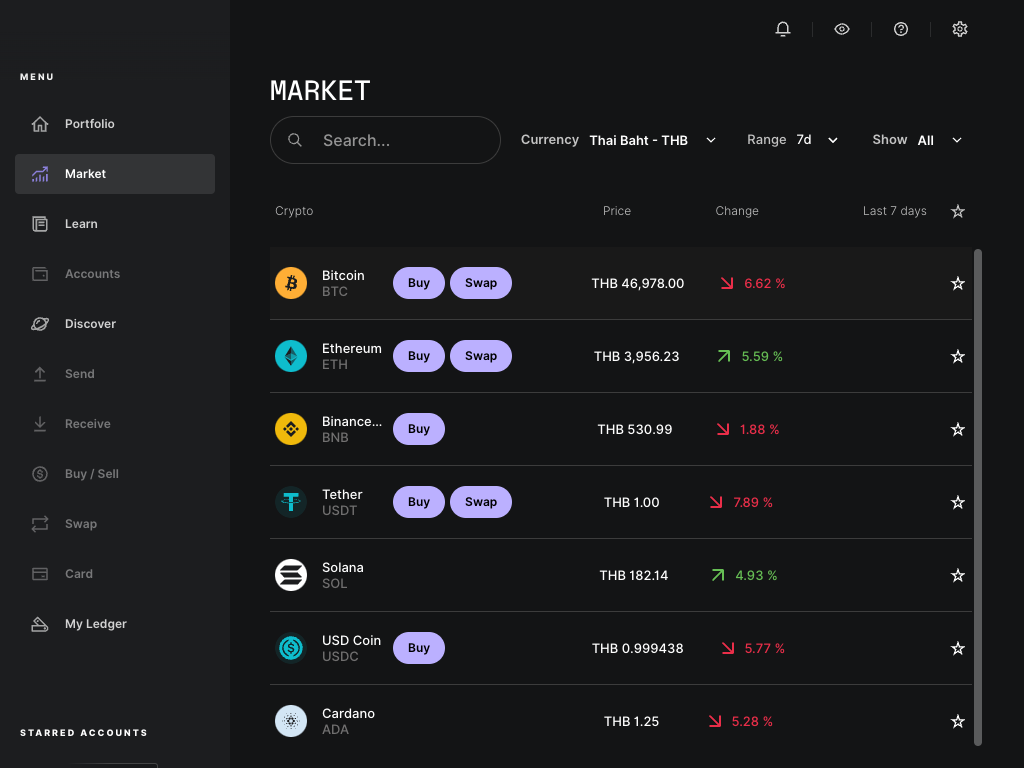 MENU
Portfolio
Market
Learn
Accounts
Discover
Send
Receive
Buy / Sell
Swap
Card
My Ledger
STARRED ACCOUNTS
MARKET
Search...
Currency Thai Baht - THB
Range 7d
Show All
Crypto Price Change Last 7 days
Bitcoin
BTC
Buy Swap THB 46,978.00 6.62 %
Ethereum
ETH
Buy Swap THB 3,956.23 5.59 %
Binance...
BNB
Buy THB 530.99 1.88 %
Tether
USDT
Buy Swap THB 1.00 7.89 %
Solana
SOL
THB 182.14 4.93 %
USD Coin
USDC
Buy THB 0.999438 5.77 %
Cardano
ADA
THB 1.25 5.28 %